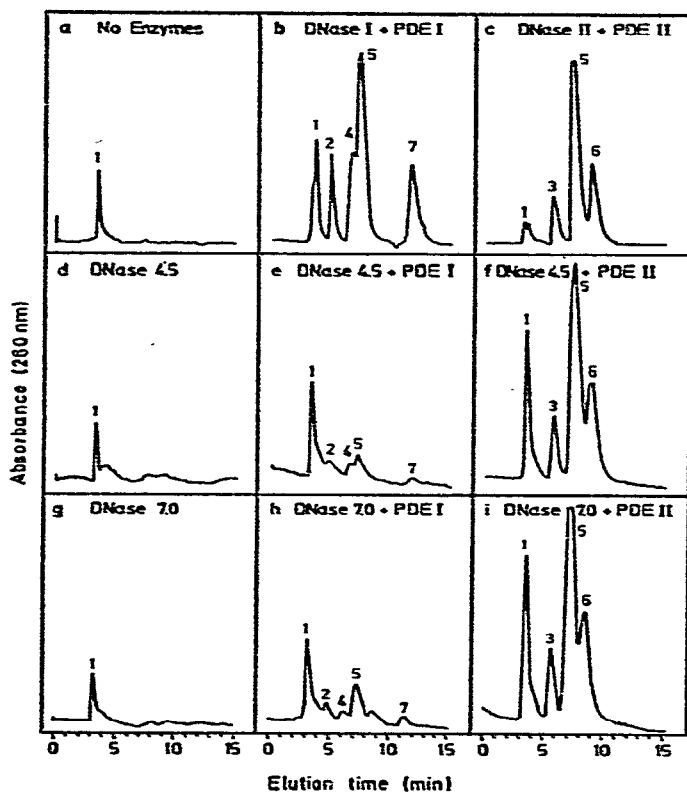 a No Enzymes
1
b DNase I + PDE I
1 2 4 5 7
c DNase II + PDE II
1 3 5 6
d DNase 4.5
1
e DNase 4.5 + PDE I
1 2 4 5 7
f DNase 4.5 + PDE II
1 3 5 6
g DNase 7.0
1
h DNase 7.0 + PDE I
1 2 4 5 7
i DNase 7.0 + PDE II
1 3 5 6
Absorbance (260 nm)
0 5 10 15 0 5 10 15 0 5 10 15
Elution time (min)